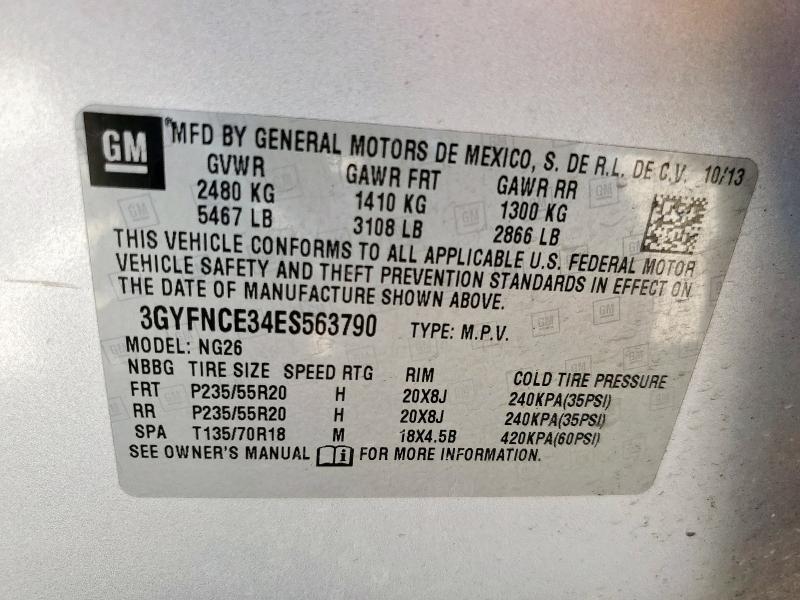 GM ® MFD BY GENERAL MOTORS DE MEXICO, S. DE R.L. DE C.V. 10/13
GVWR GAWR FRT GAWR RR
2480 KG 1410 KG 1300 KG
5467 LB 3108 LB 2866 LB
THIS VEHICLE CONFORMS TO ALL APPLICABLE U.S. FEDERAL MOTOR
VEHICLE SAFETY AND THEFT PREVENTION STANDARDS IN EFFECT ON
THE DATE OF MANUFACTURE SHOWN ABOVE.
3GYFNCE34ES563790 TYPE: M.P.V.
MODEL: NG26
NBBG TIRE SIZE SPEED RTG RIM COLD TIRE PRESSURE
FRT P235/55R20 H 20X8J 240KPA(35PSI)
RR P235/55R20 H 20X8J 240KPA(35PSI)
SPA T135/70R18 M 18X4.5B 420KPA(60PSI)
SEE OWNER'S MANUAL FOR MORE INFORMATION.